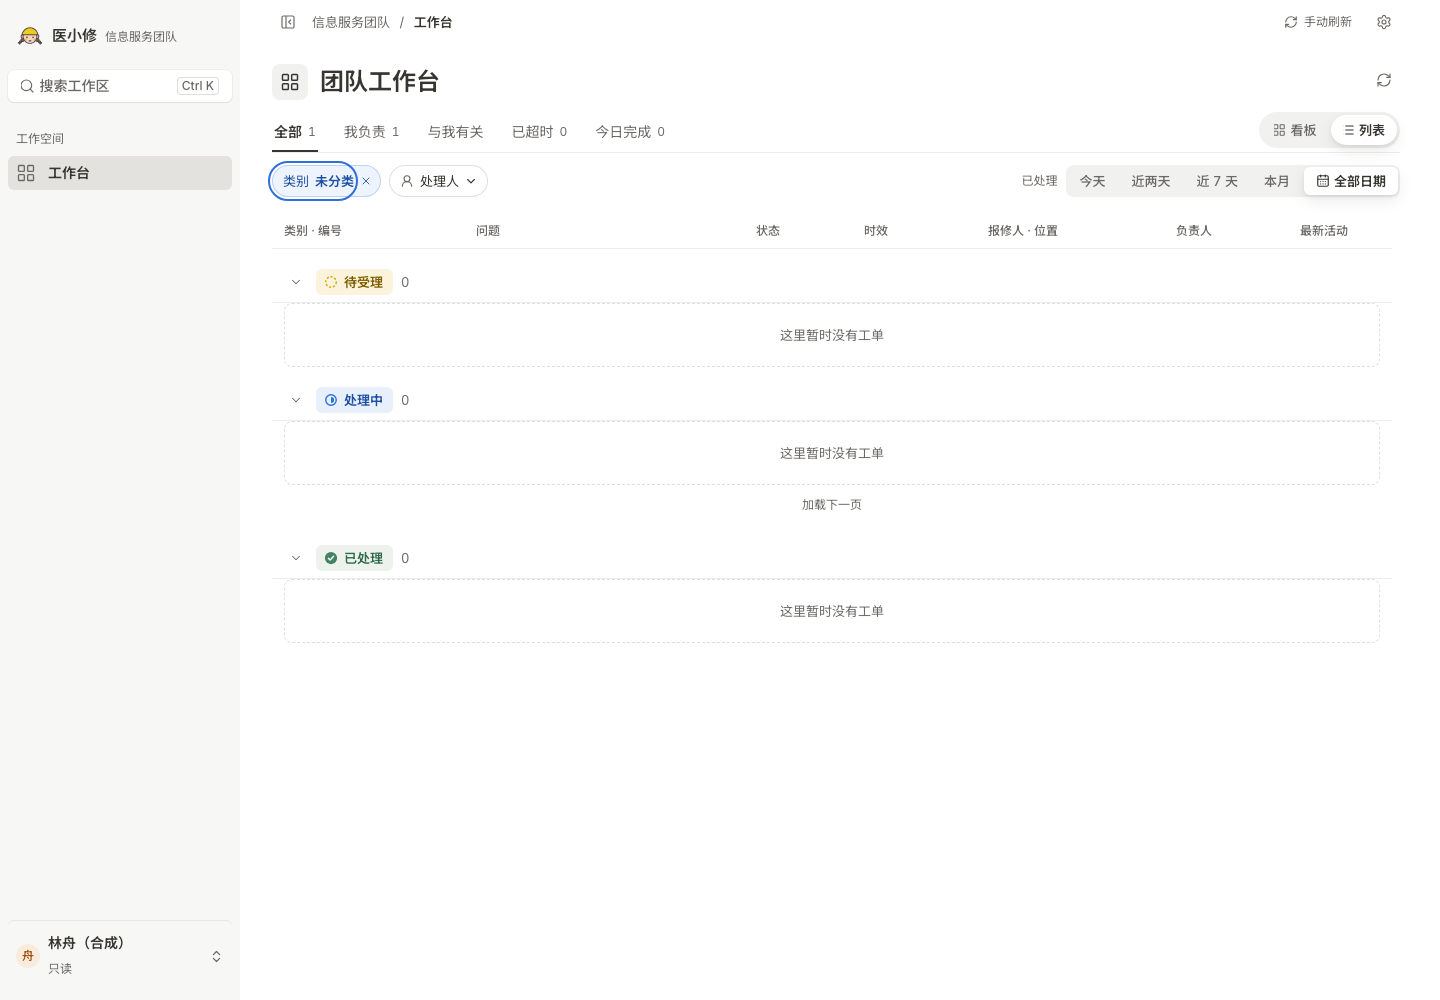 医小修 信息服务团队
搜索工作区 Ctrl K
工作空间
工作台
林舟（合成）
舟
只读
信息服务团队 / 工作台
手动刷新
团队工作台
全部 1 我负责 1 与我有关 已超时 0 今日完成 0
看板 列表
类别 未分类 × 处理人
已处理 今天 近两天 近 7 天 本月 全部日期
类别 · 编号 问题 状态 时效 报修人 · 位置 负责人 最新活动
待受理 0
这里暂时没有工单
处理中 0
这里暂时没有工单
加载下一页
已处理 0
这里暂时没有工单